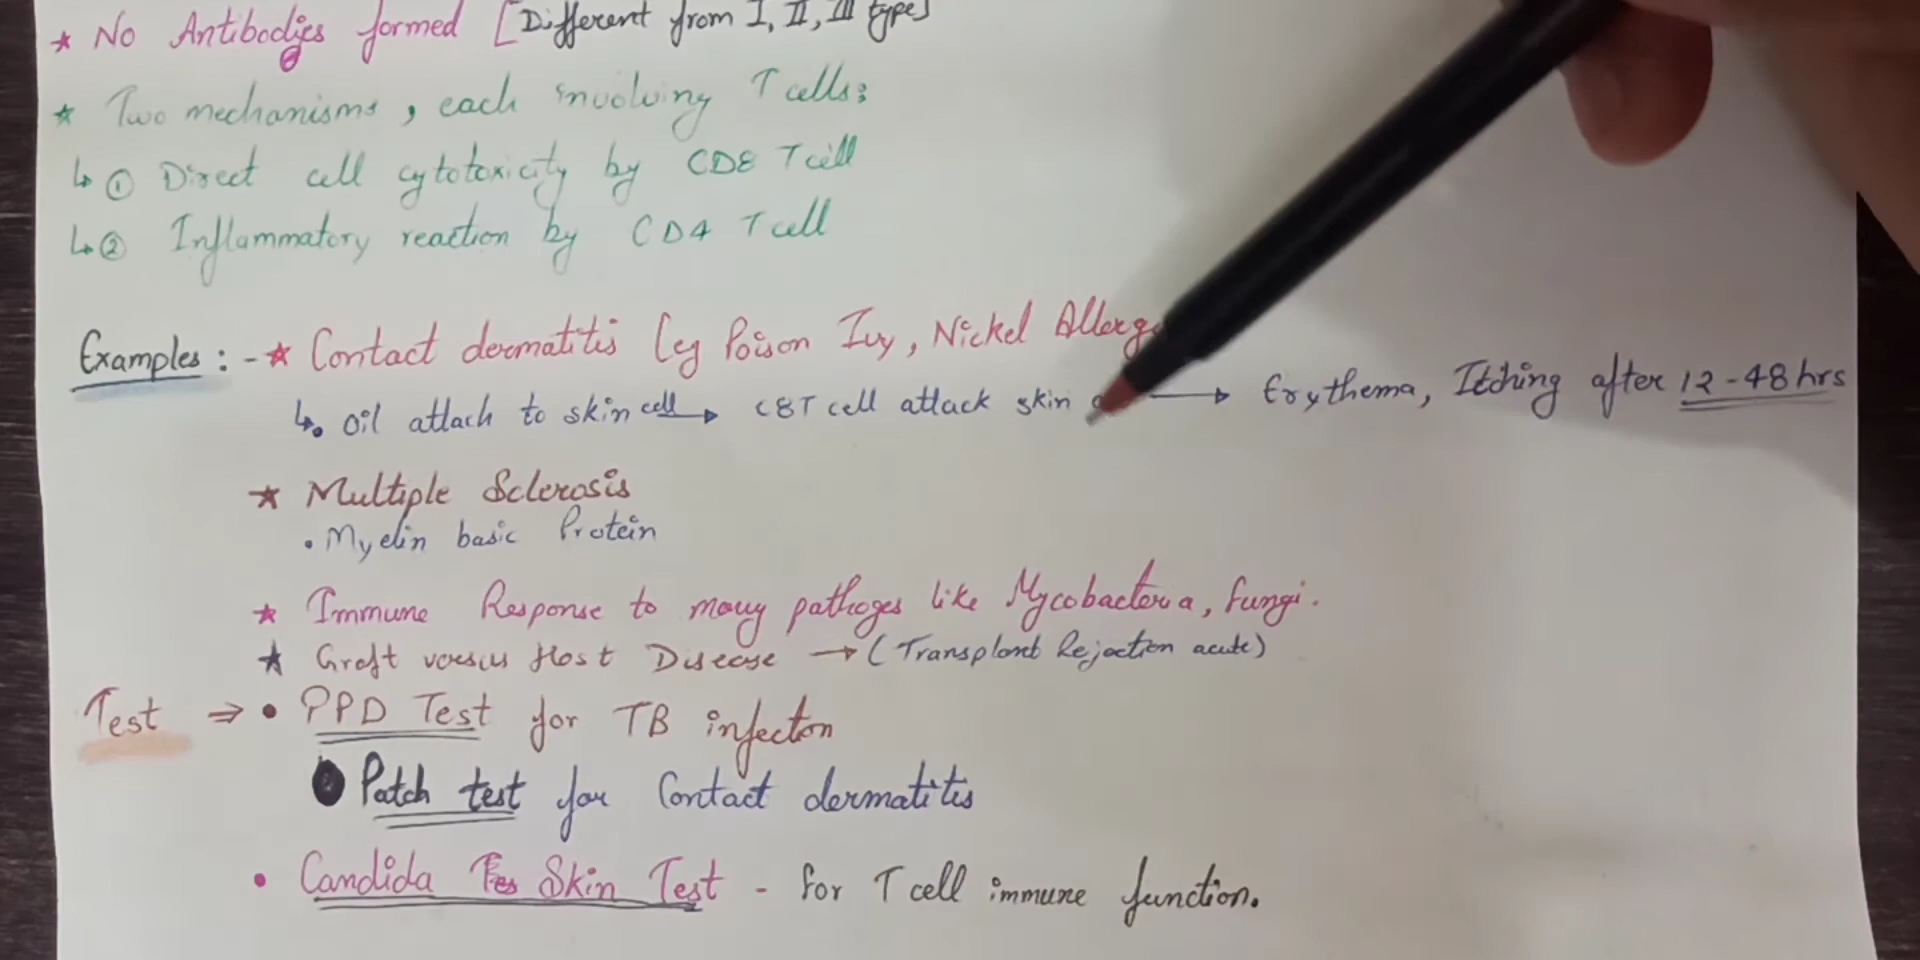 ★ No Antibodies formed [Different from I, II, III type]
★ Two mechanisms, each involving T cells:
↳ ① Direct cell cytotoxicity by CD8 T cell
↳ ② Inflammatory reaction by CD4 T cell
Examples : - ★ Contact dermatitis (eg Poison Ivy, Nickel Allergy
↳. Oil attach to skin cell → C8T cell attack skin → Erythema, Itching after 12-48 hrs
★ Multiple Sclerosis
• Myelin basic Protein
★ Immune Response to many pathoges like Mycobacteria, fungi.
★ Graft versus Host Disease → (Transplant Rejection acute)
Test ⇒ • PPD Test for TB infecton
● Patch test for Contact dermatitis
• Candida Skin Test - for T cell immune function.